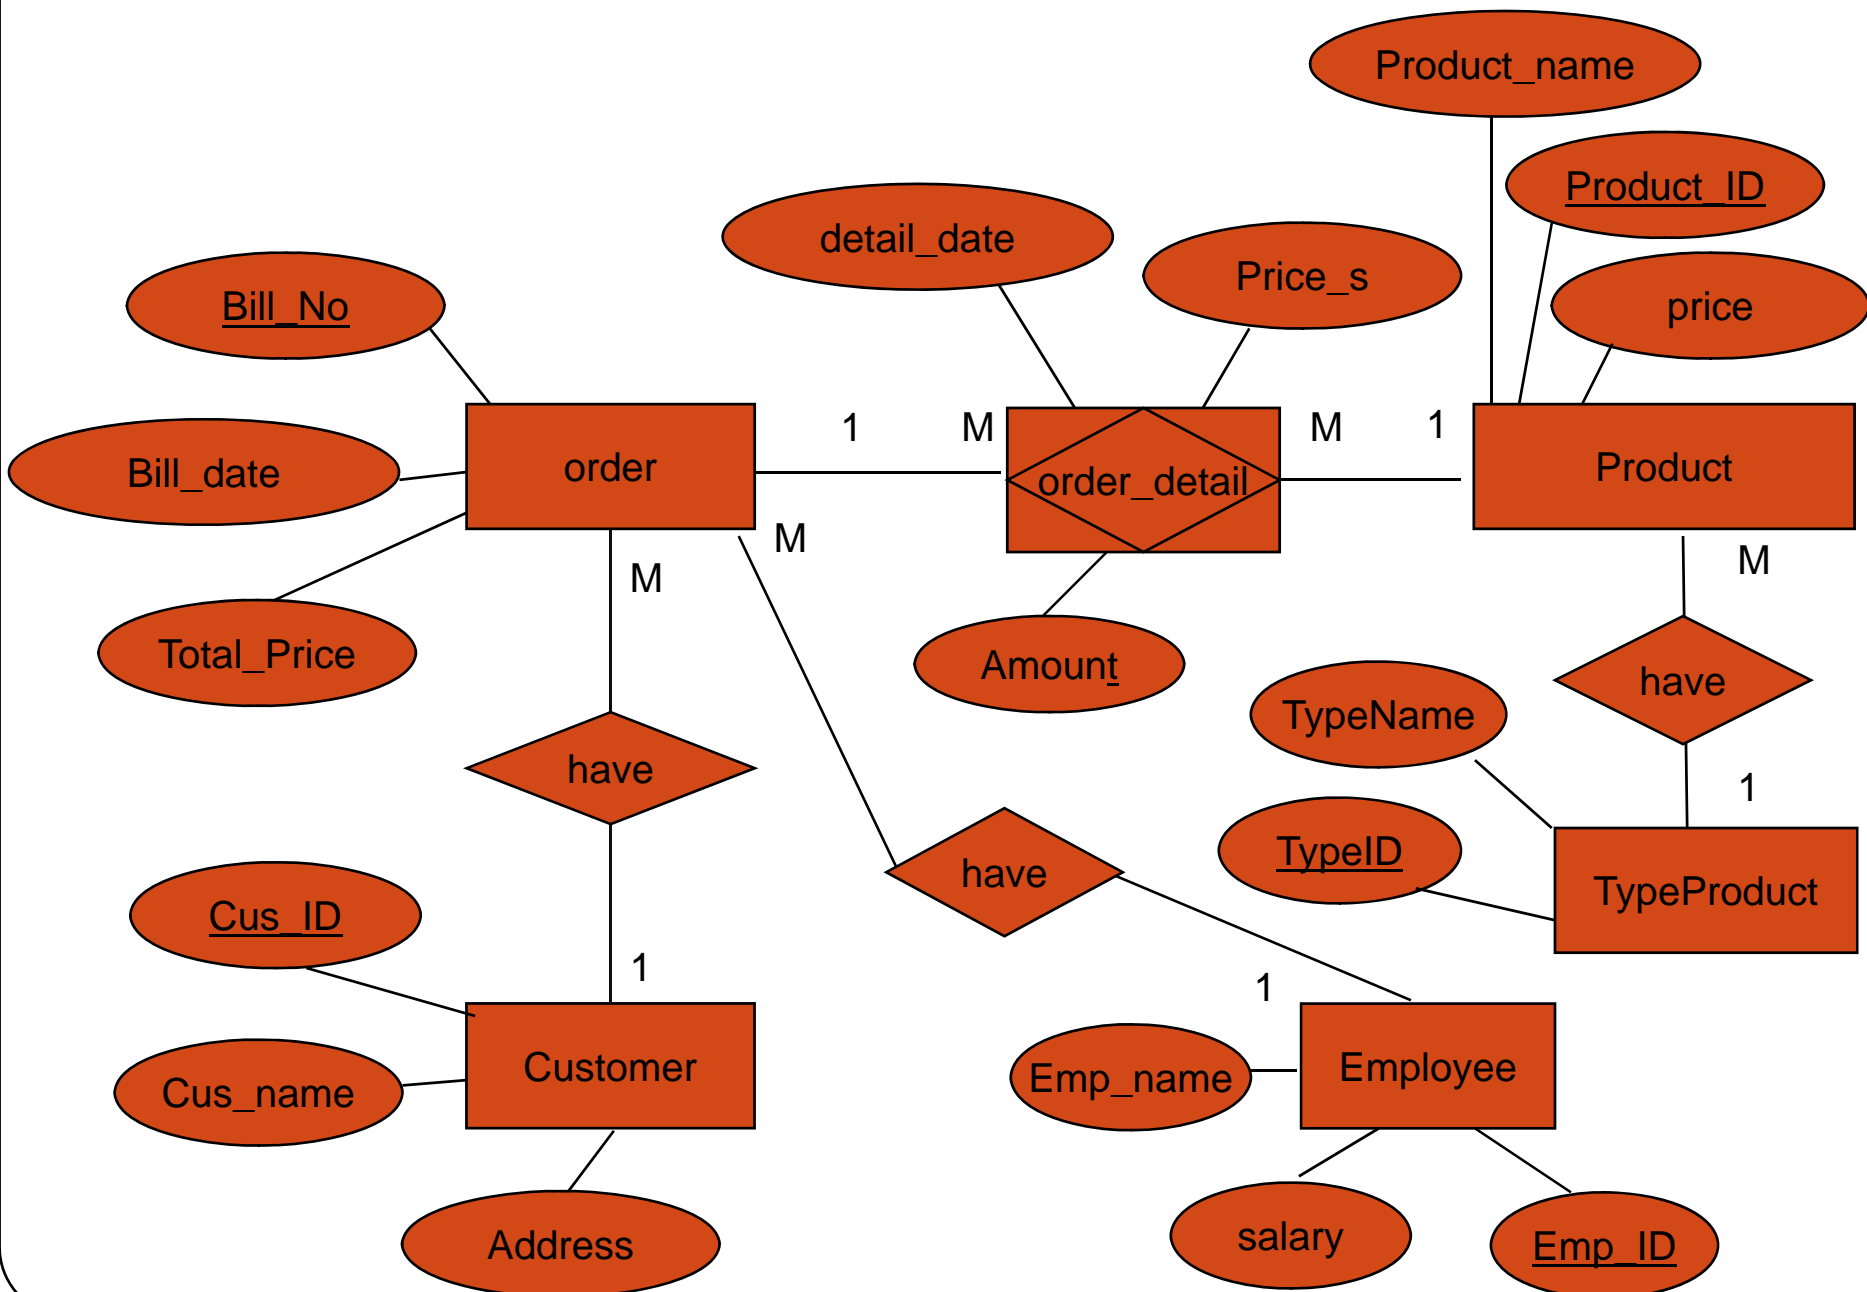 Product_name
Product_ID
detail_date
Price_s
Bill_No
price
1
M
M
1
Bill_date
order
order_detail
Product
M
M
M
Total_Price
Amount
have
TypeName
have
1
TypeID
have
TypeProduct
Cus_ID
1
1
Customer
Employee
Cus_name
Emp_name
Address
salary
Emp_ID